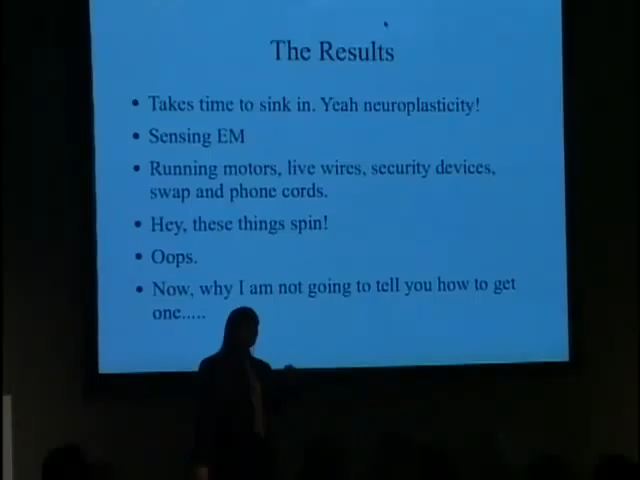 The Results
• Takes time to sink in. Yeah neuroplasticity!
• Sensing EM
• Running motors, live wires, security devices,
swap and phone cords.
• Hey, these things spin!
• Oops.
• Now, why I am not going to tell you how to get
one.....